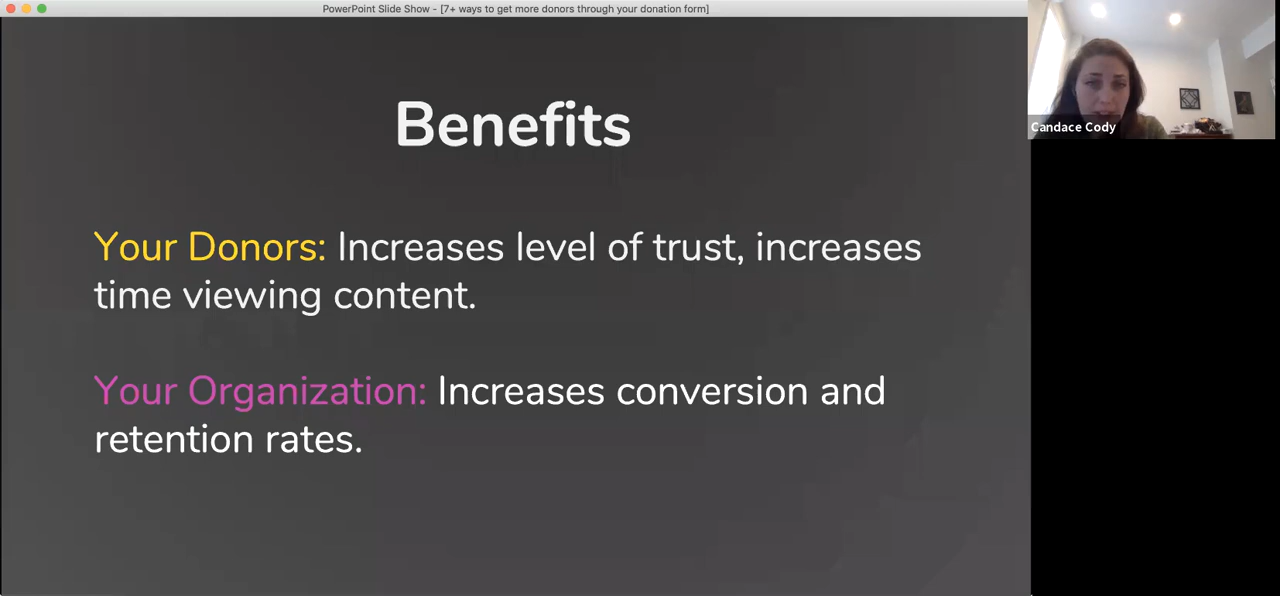 PowerPoint Slide Show - [7+ ways to get more donors through your donation form]
Benefits
Your Donors: Increases level of trust, increases
time viewing content.
Your Organization: Increases conversion and
retention rates.
Candace Cody